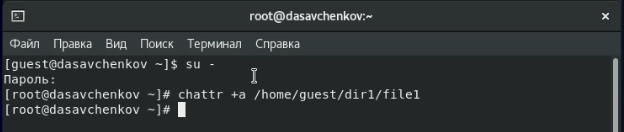 root@dasavchenkov:~
Файл Правка Вид Поиск Терминал Справка
[guest@dasavchenkov ~]$ su -
Пароль:
[root@dasavchenkov ~]# chattr +a /home/guest/dir1/file1
[root@dasavchenkov ~]#